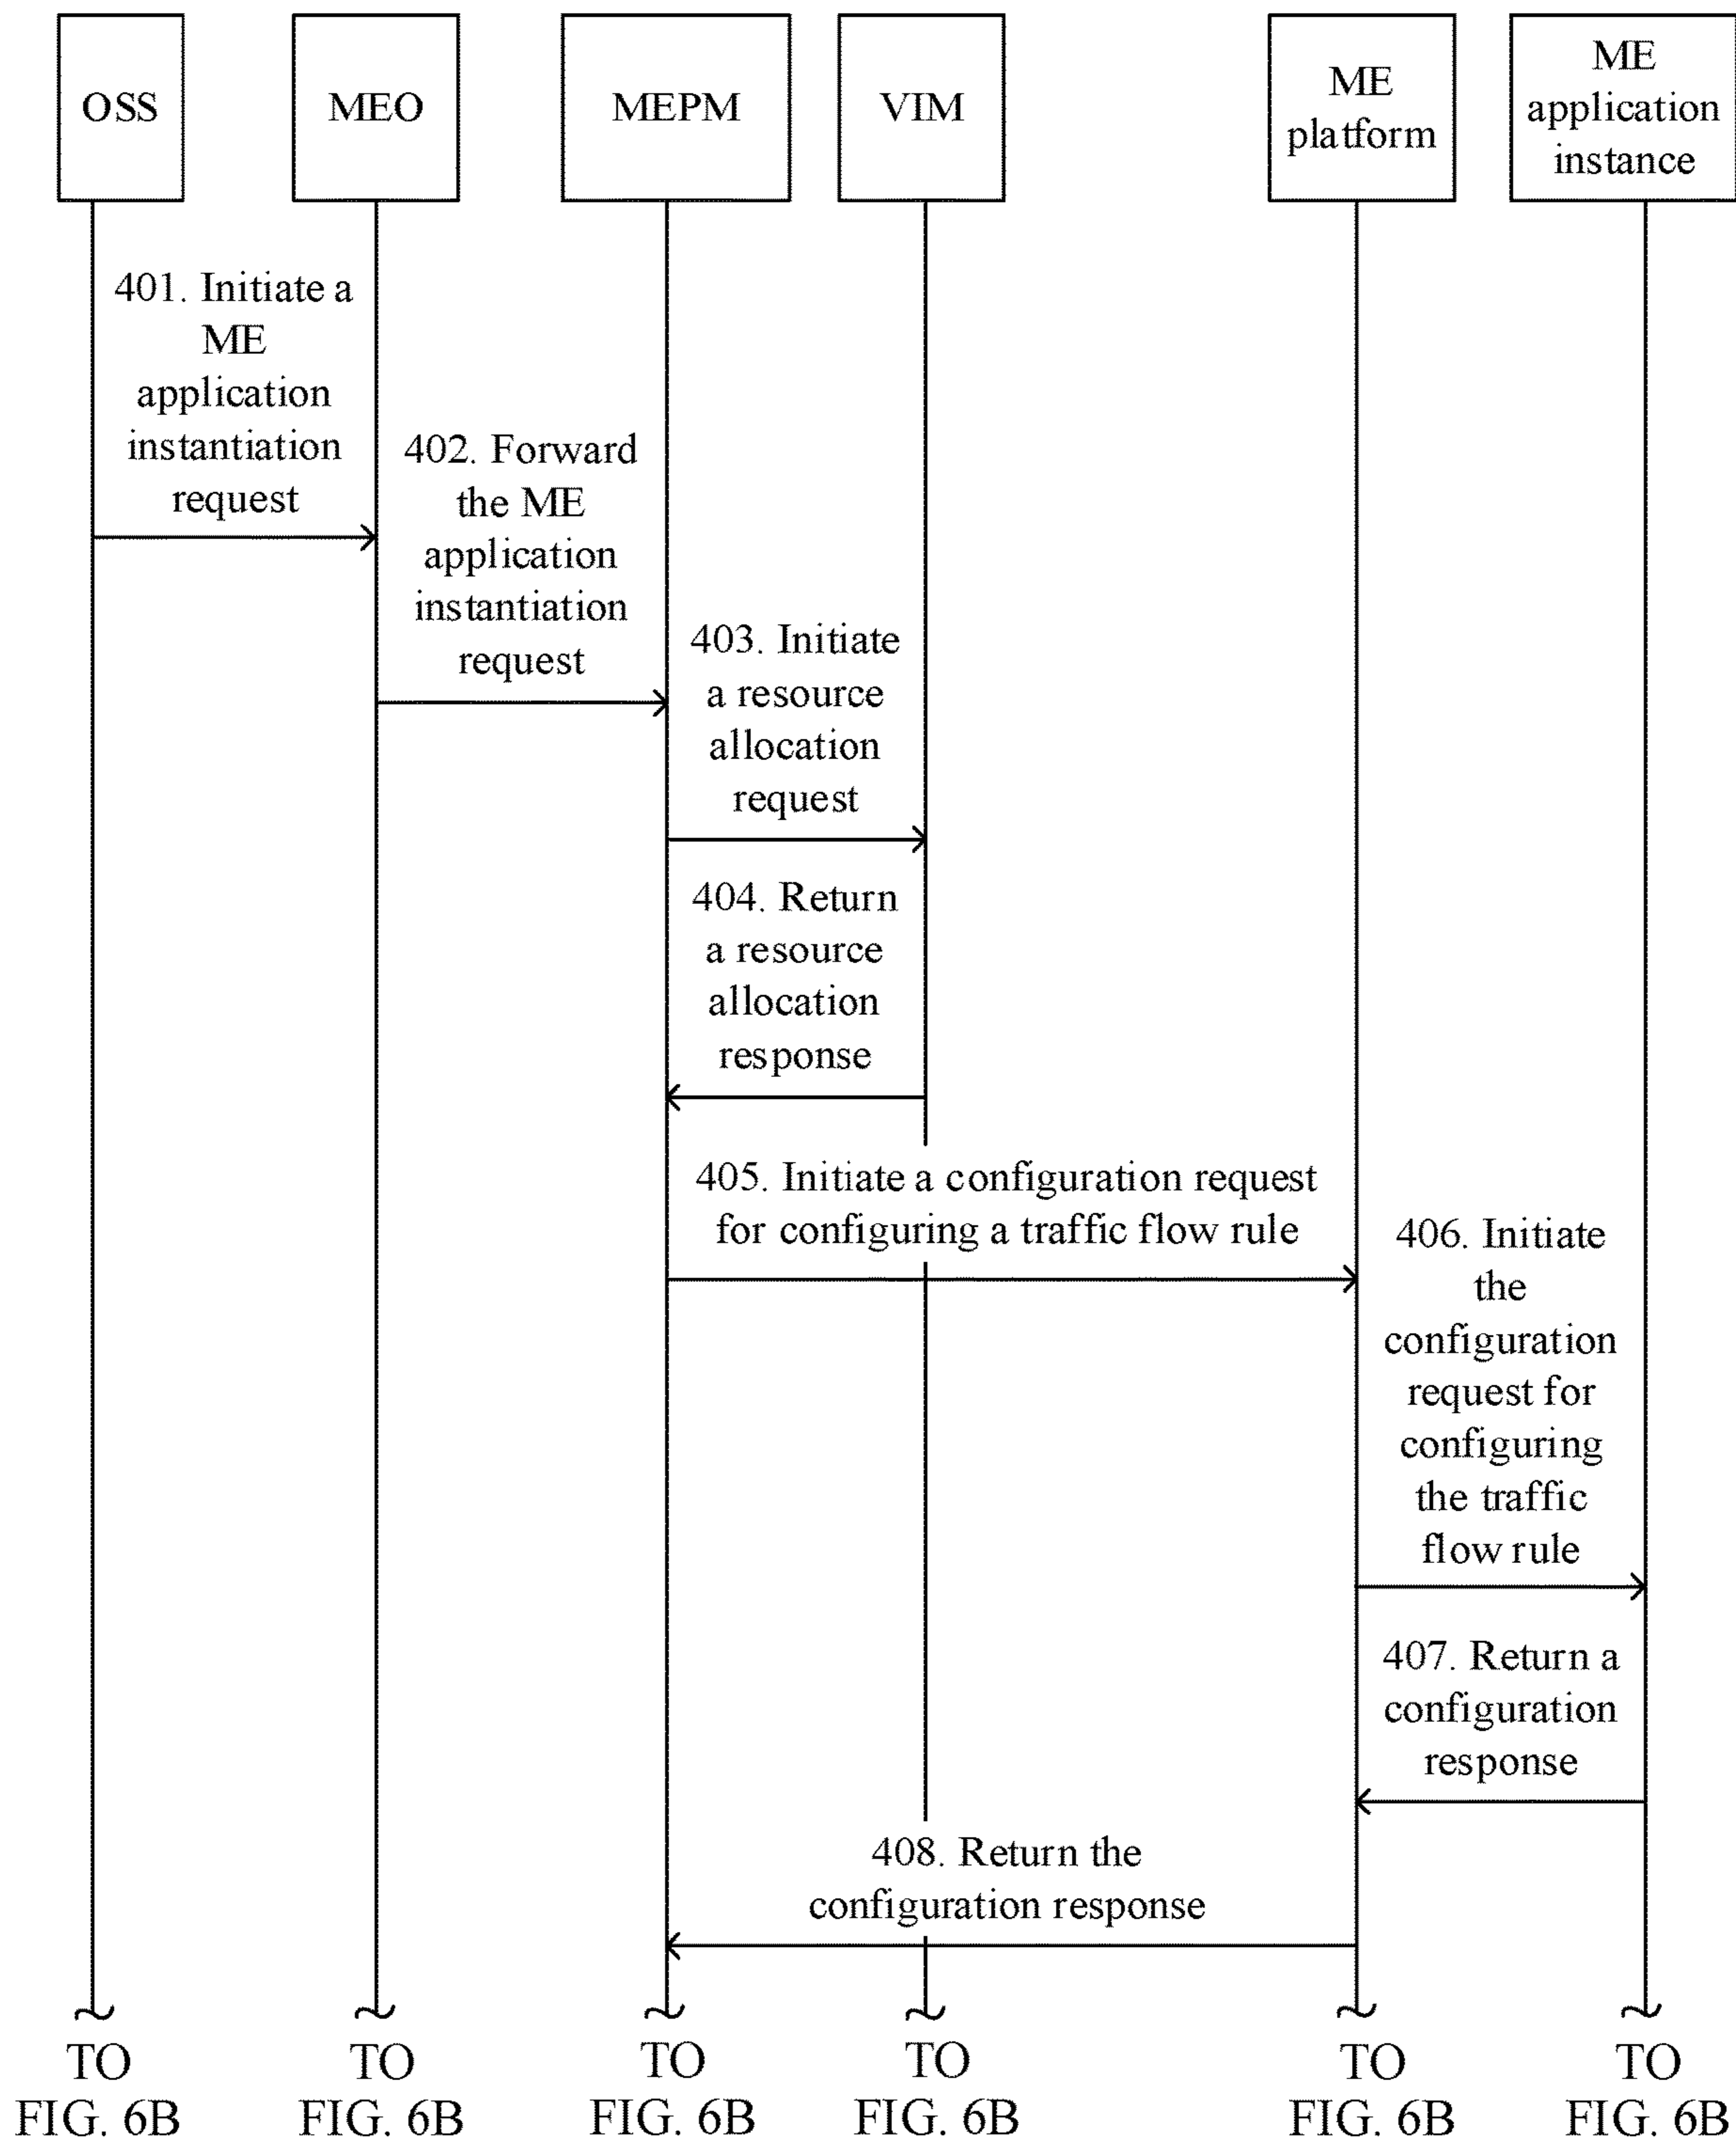 OSS
MEO
MEPM
VIM
ME
platform
ME
application
instance
401. Initiate a
ME
application
instantiation
request
402. Forward
the ME
application
instantiation
request
403. Initiate
a resource
allocation
request
404. Return
a resource
allocation
response
405. Initiate a configuration request
for configuring a traffic flow rule
406. Initiate
the
configuration
request for
configuring
the traffic
flow rule
407. Return a
configuration
response
408. Return the
configuration response
TO
FIG. 6B
TO
FIG. 6B
TO
FIG. 6B
TO
FIG. 6B
TO
FIG. 6B
TO
FIG. 6B